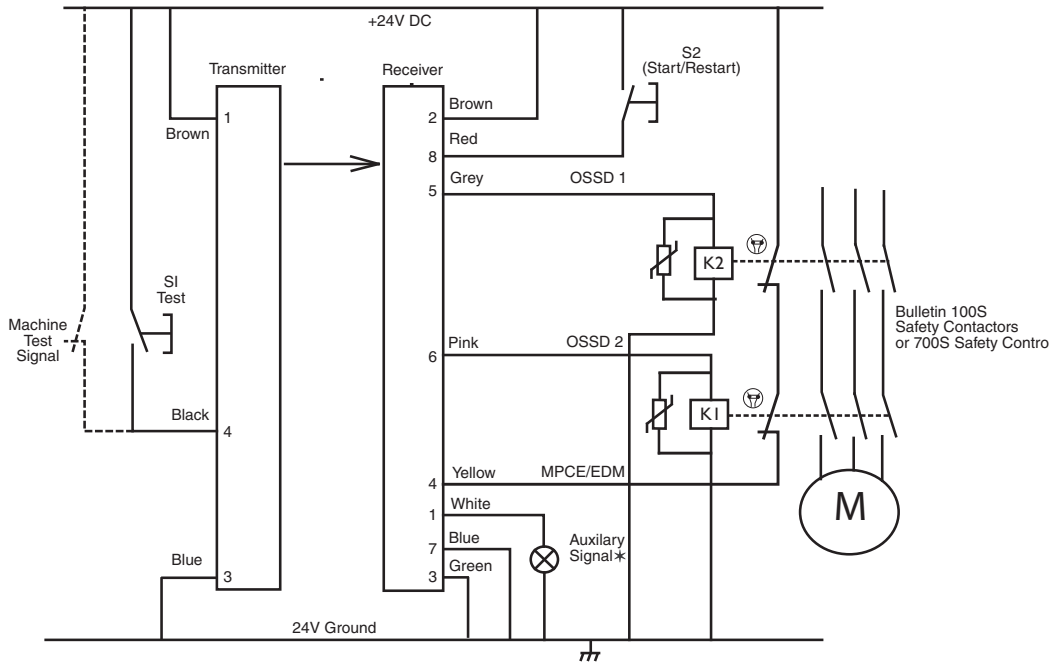 +24V DC
Transmitter
Receiver
S2
(Start/Restart)
1
Brown
2
Brown
8
Red
5
Grey
OSSD 1
K2
SI
Test
Machine
Test
Signal
Bulletin 100S
Safety Contactors
or 700S Safety Contro
6
Pink
OSSD 2
K1
Black
4
4
Yellow
MPCE/EDM
1
White
M
7
Blue
Auxilary
Signal*
3
Green
Blue
3
24V Ground